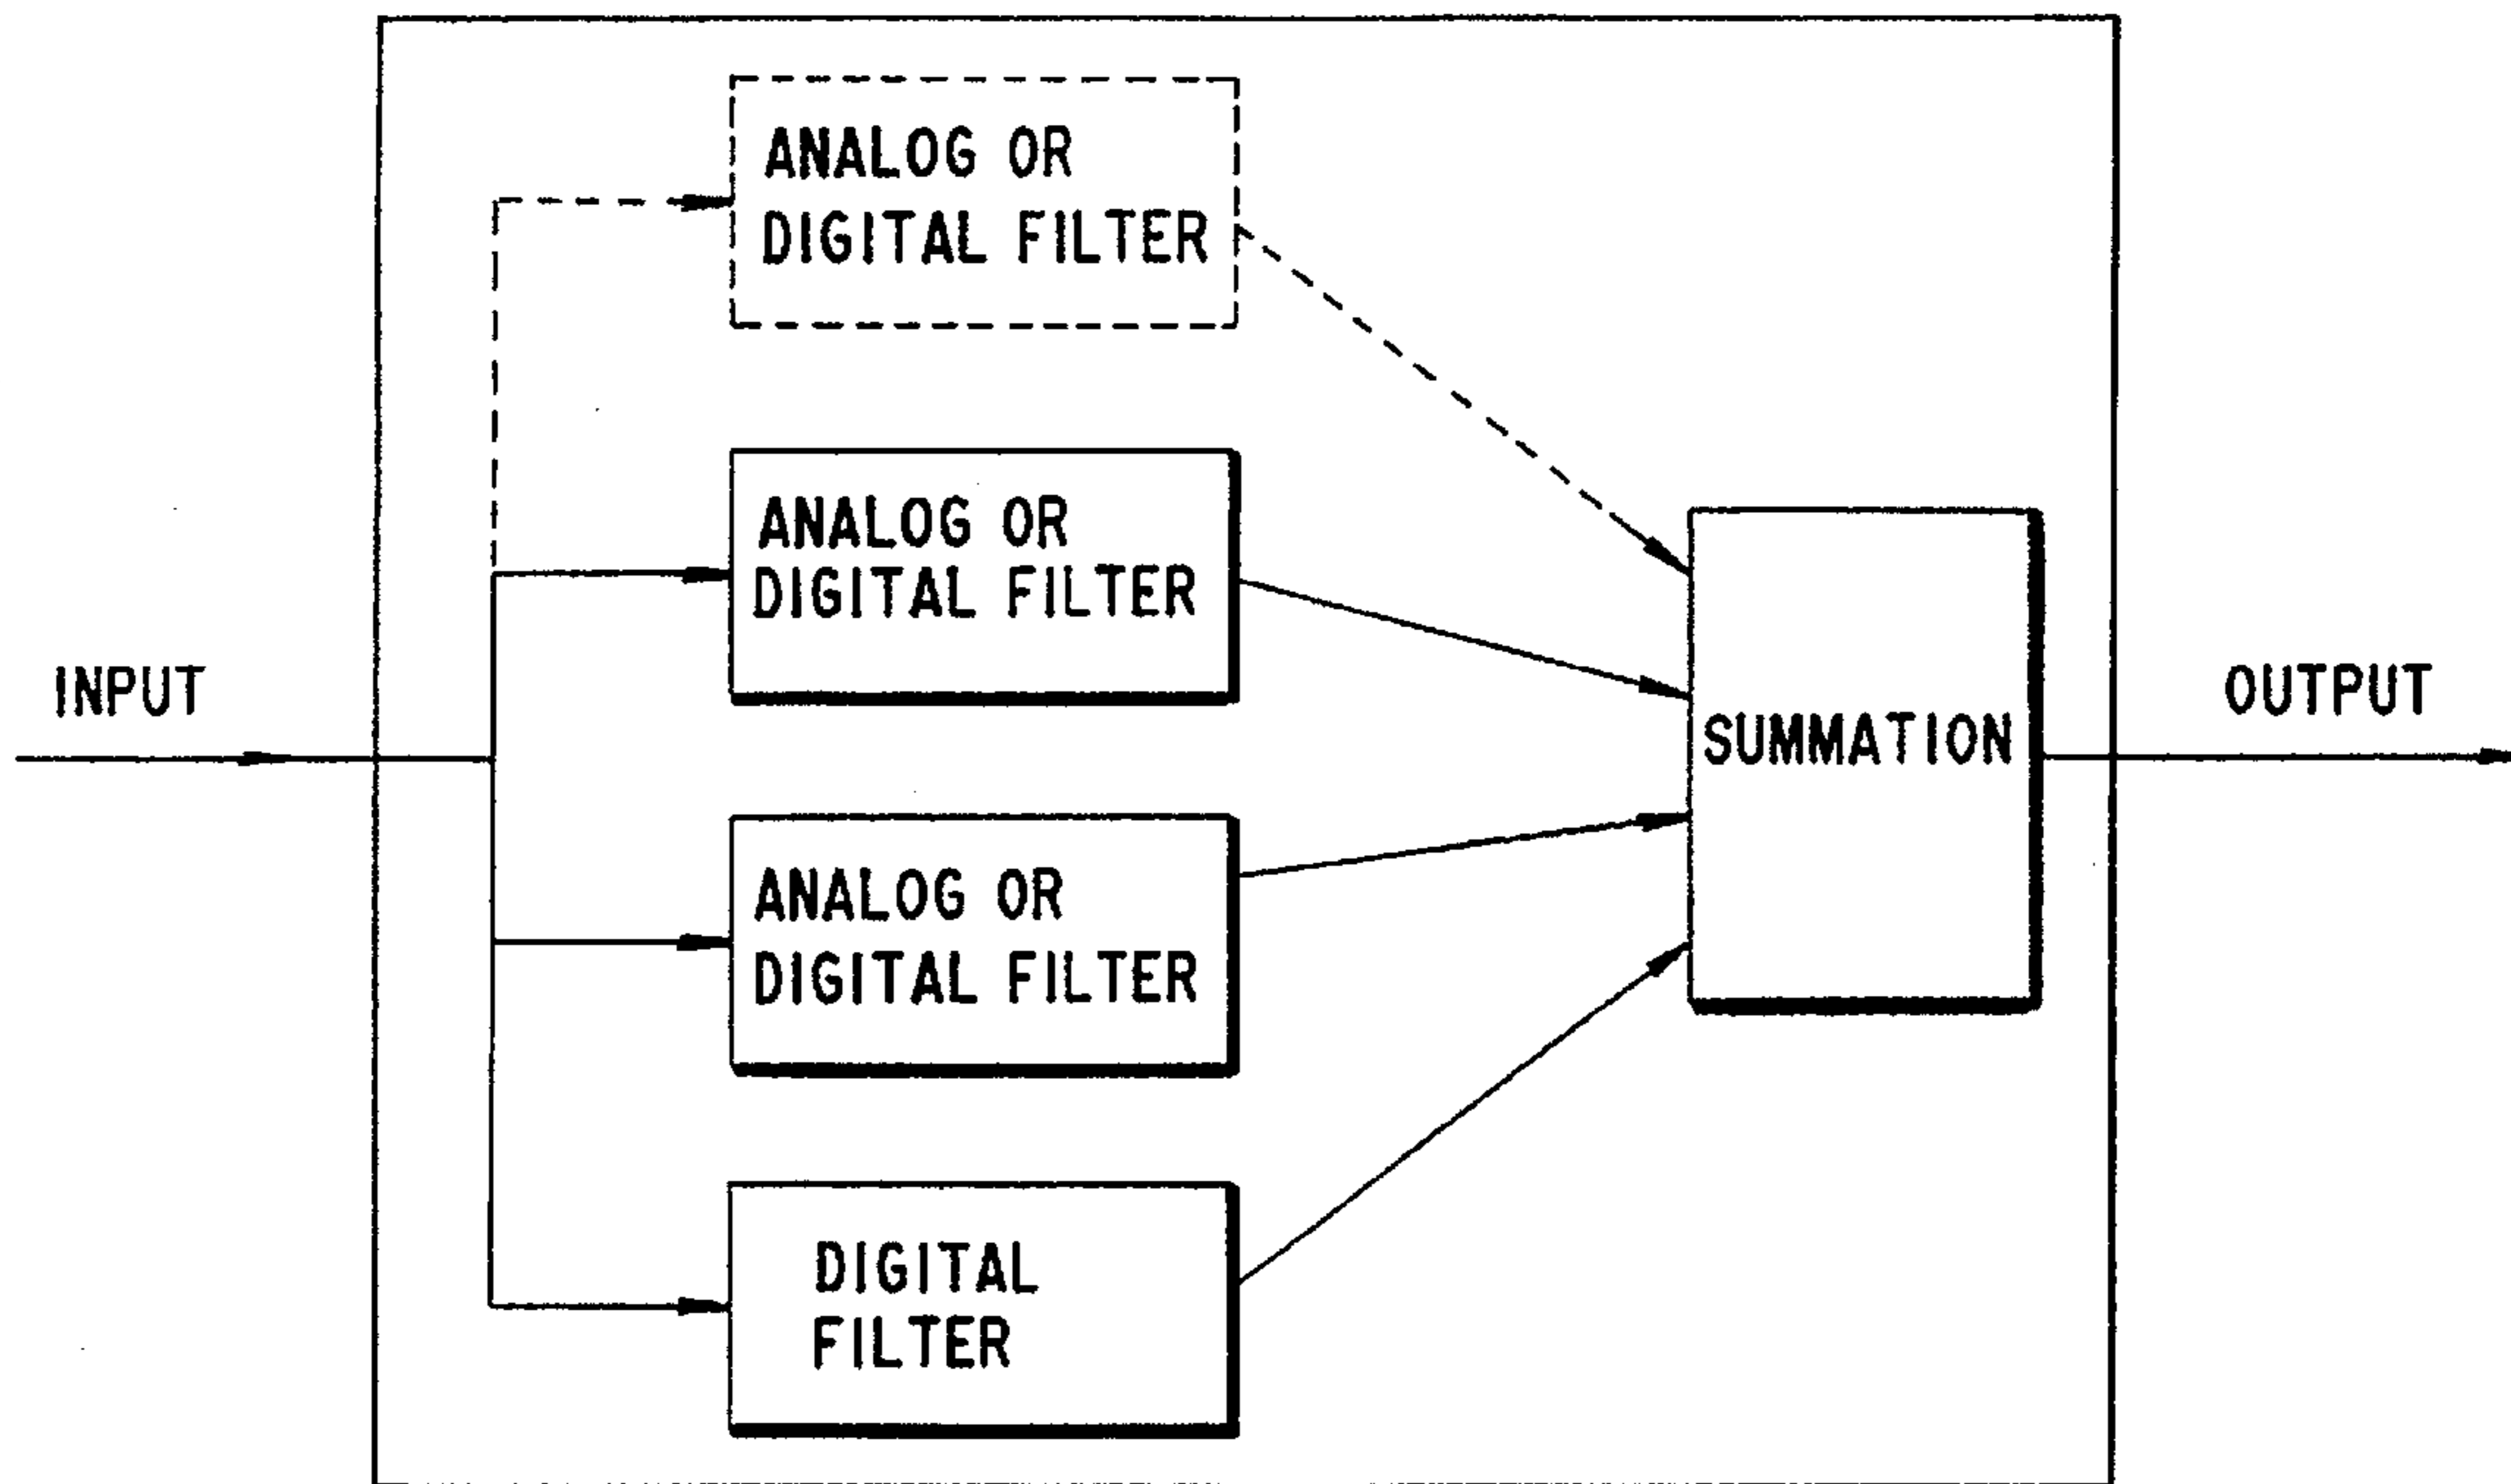 ANALOG OR
DIGITAL FILTER
ANALOG OR
DIGITAL FILTER
INPUT
SUMMATION
OUTPUT
ANALOG OR
DIGITAL FILTER
DIGITAL
FILTER